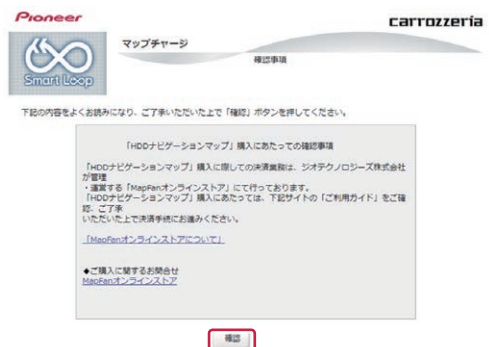 Pioneer
carrozzeria
マップチャージ
確認事項
Smart Loop
下記の内容をよくお読みになり、ご了承いただいた上で「確認」ボタンを押してください。
「HDDナビゲーションマップ」購入にあたっての確認事項
「HDDナビゲーションマップ」購入に際しての決済業務は、ジオテクノロジーズ株式会社
が管理
・運営する「MapFanオンラインストア」にて行っております。
「HDDナビゲーションマップ」購入にあたっては、下記サイトの「ご利用ガイド」をご確
認、ご了承
いただいた上で決済手続にお進みください。
「MapFanオンラインストアについて」
◆ご購入に関するお問合せ
MapFanオンラインストア
確認